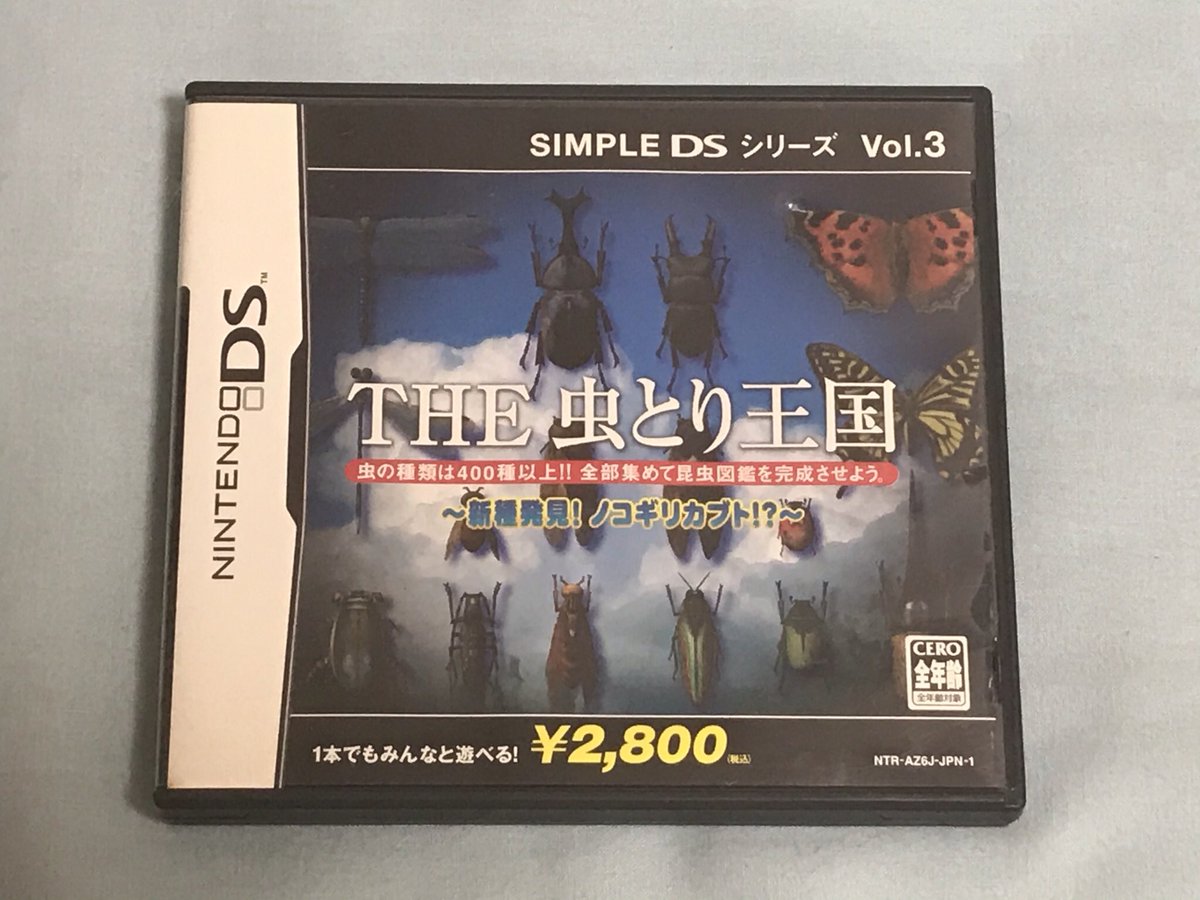 SIMPLE DS シリーズ Vol.3
NINTENDO DS™
THE 虫とり王国
虫の種類は400種以上!! 全部集めて昆虫図鑑を完成させよう。
～新種発見! ノコギリカブト!?～
CERO
全年齢
全年齢対象
1本でもみんなと遊べる! ¥2,800(税込)
NTR-AZ6J-JPN-1